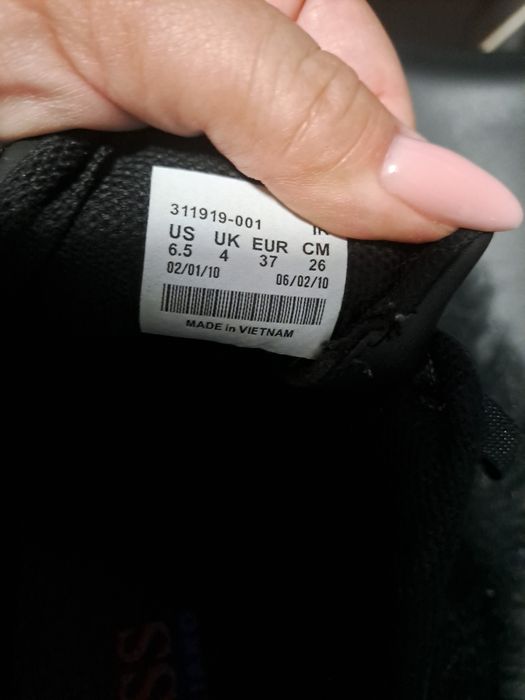 311919-001
US UK EUR CM
6.5 4 37 26
02/01/10 06/02/10
MADE in VIETNAM
SS